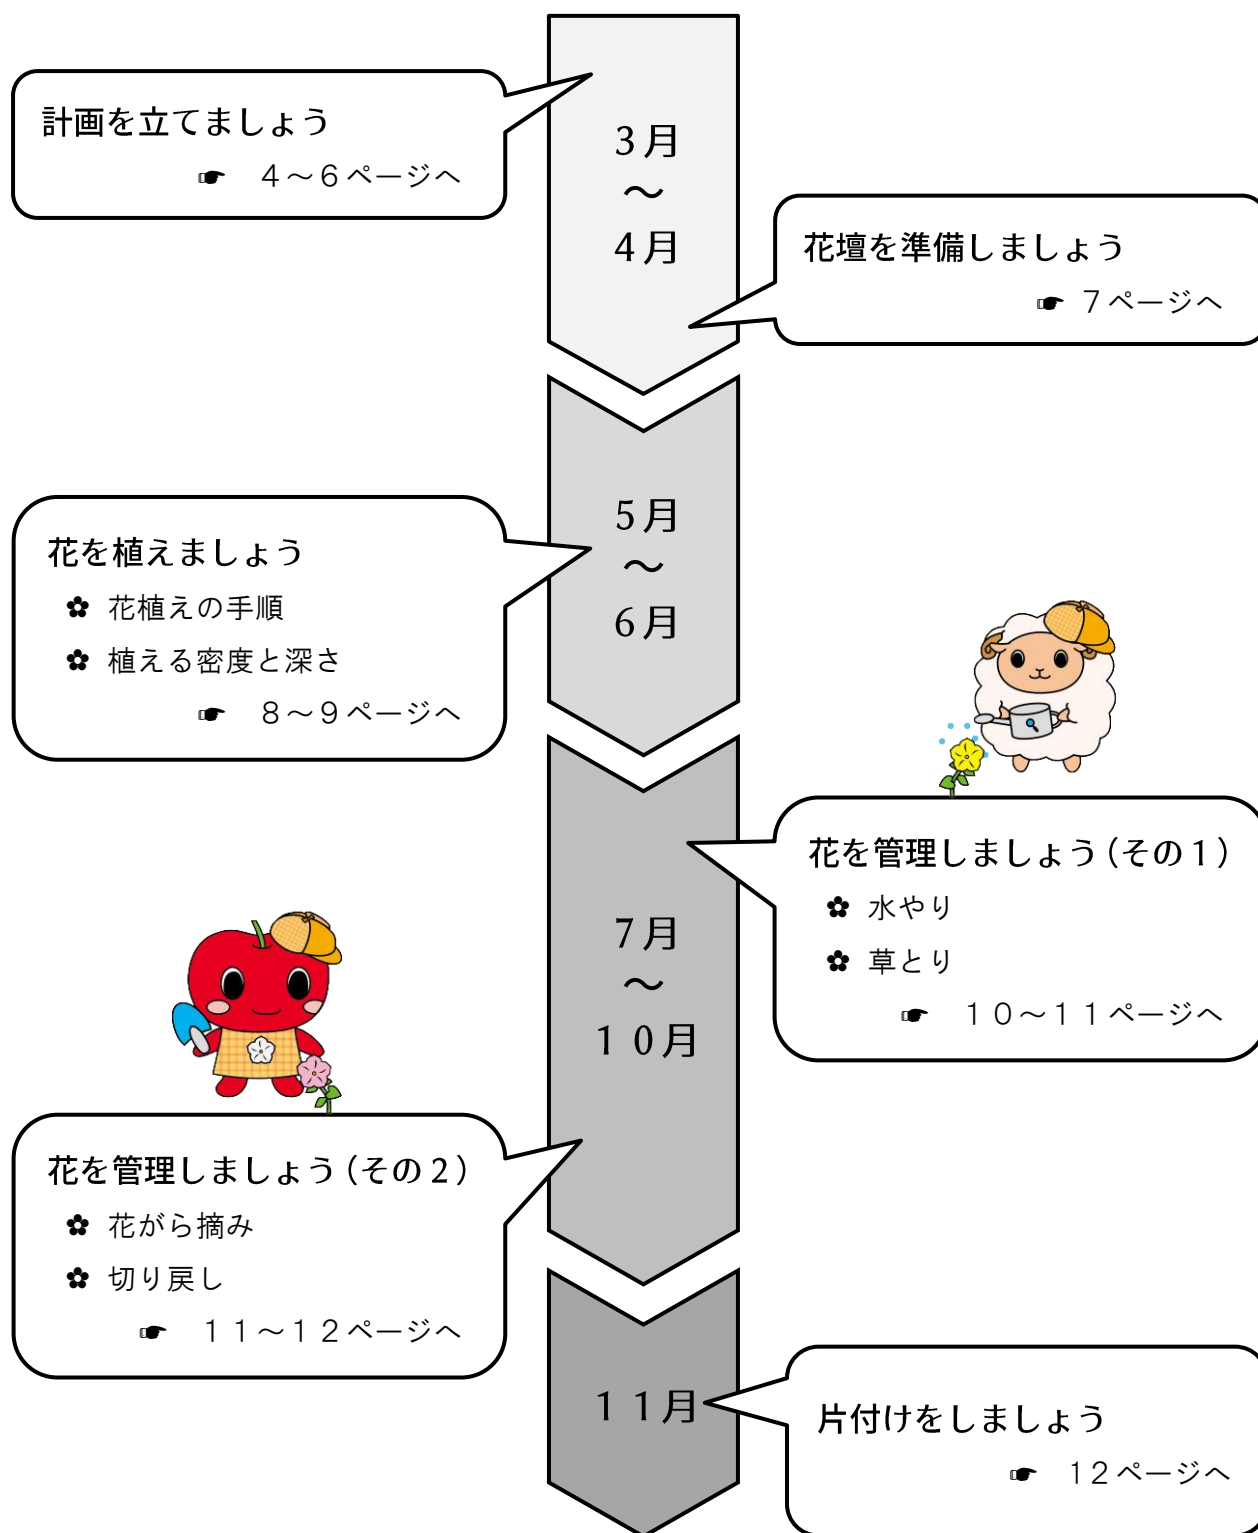 計画を立てましょう
☛ 4～6ページへ
3月
～
4月
花壇を準備しましょう
☛ 7ページへ
5月
～
6月
花を植えましょう
✿ 花植えの手順
✿ 植える密度と深さ
☛ 8～9ページへ
7月
～
10月
花を管理しましょう（その１）
✿ 水やり
✿ 草とり
☛ １０～１１ページへ
花を管理しましょう（その２）
✿ 花がら摘み
✿ 切り戻し
☛ １１～１２ページへ
１１月
片付けをしましょう
☛ 12ページへ